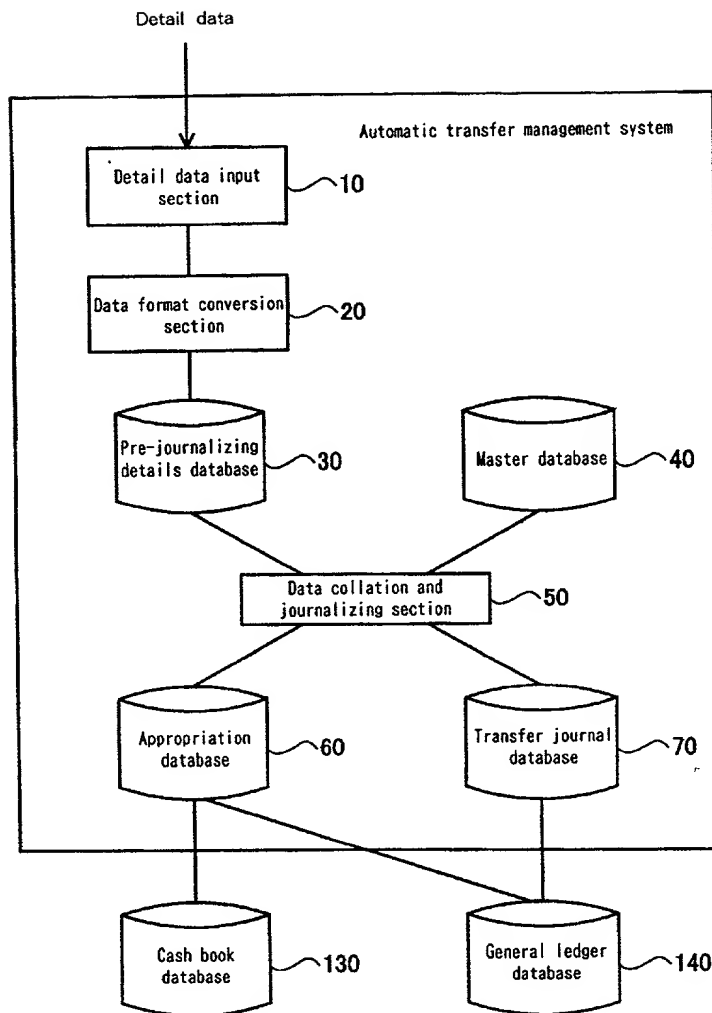 Detail data
Automatic transfer management system
Detail data input
section
10
Data format conversion
section
20
Pre-journalizing
details database
30
Master database
40
Data collation and
journalizing section
50
Appropriation
database
60
Transfer journal
database
70
Cash book
database
130
General ledger
database
140